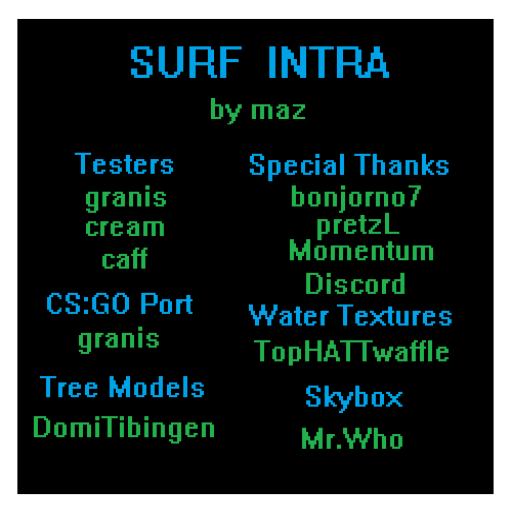 SURF INTRA
by maz
Testers
granis
cream
caff
CS:GO Port
granis
Tree Models
DomiTibingen
Special Thanks
bonjorno7
pretzL
Momentum
Discord
Water Textures
TopHATTwaffle
Skybox
Mr.Who